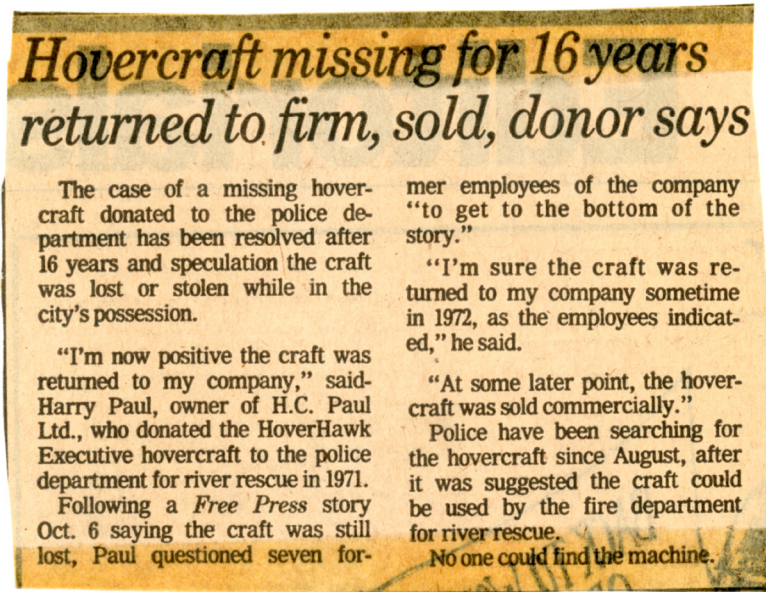 Hovercraft missing for 16 years
returned to firm, sold, donor says
The case of a missing hover-
craft donated to the police de-
partment has been resolved after
16 years and speculation the craft
was lost or stolen while in the
city's possession.
"I'm now positive the craft was
returned to my company," said-
Harry Paul, owner of H.C. Paul
Ltd., who donated the HoverHawk
Executive hovercraft to the police
department for river rescue in 1971.
Following a Free Press story
Oct. 6 saying the craft was still
lost, Paul questioned seven for-
mer employees of the company
"to get to the bottom of the
story."
"I'm sure the craft was re-
turned to my company sometime
in 1972, as the employees indicat-
ed," he said.
"At some later point, the hover-
craft was sold commercially."
Police have been searching for
the hovercraft since August, after
it was suggested the craft could
be used by the fire department
for river rescue.
No one could find the machine.